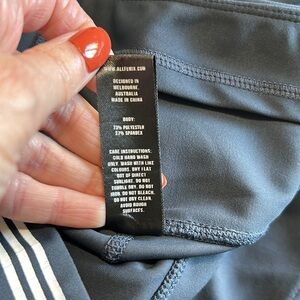 WWW.ALLFENIX.COM
DESIGNED IN
MELBOURNE,
AUSTRALIA
MADE IN CHINA
BODY:
73% POLYESTER
27% SPANDEX
CARE INSTRUCTIONS:
COLD HAND WASH
ONLY. WASH WITH LIKE
COLOURS. DRY FLAT
OUT OF DIRECT
SUNLIGHT. DO NOT
TUMBLE DRY. DO NOT
IRON. DO NOT BLEACH.
DO NOT DRY CLEAN.
AVOID ROUGH
SURFACES.